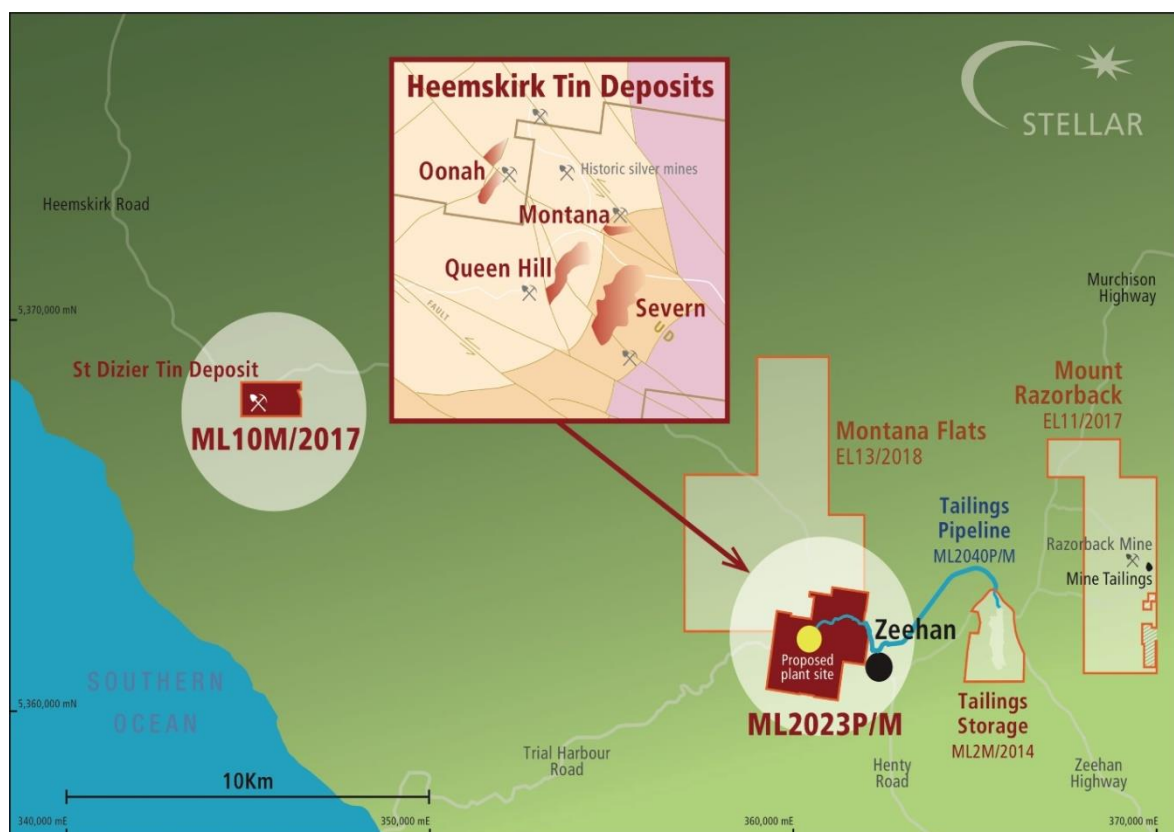 Heemskirk Tin Deposits
Oonah
Historic silver mines
Montana
Queen Hill
Severn
FAULT
U D
STELLAR
Heemskirk Road
Murchison
Highway
5,370,000 mN
St Dizier Tin Deposit
ML10M/2017
Mount
Razorback
EL11/2017
Montana Flats
EL13/2018
Tailings
Pipeline
ML2040P/M
Razorback Mine
Mine Tailings
Zeehan
Proposed
plant site
5,360,000 mN
SOUTHERN
OCEAN
ML2023P/M
Tailings
Storage
ML2M/2014
Trial Harbour
Road
Henty
Road
Zeehan
Highway
10Km
340,000 mE
350,000 mE
360,000 mE
370,000 mE